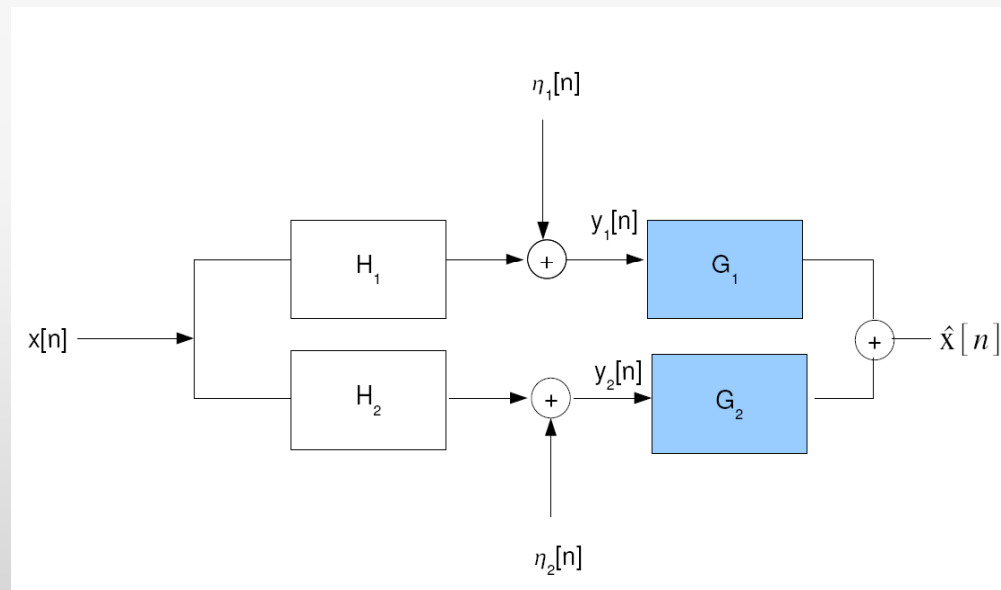 η₁[n]
y₁[n]
H₁
+
G₁
x[n]
+
x̂[n]
H₂
+
y₂[n]
G₂
η₂[n]